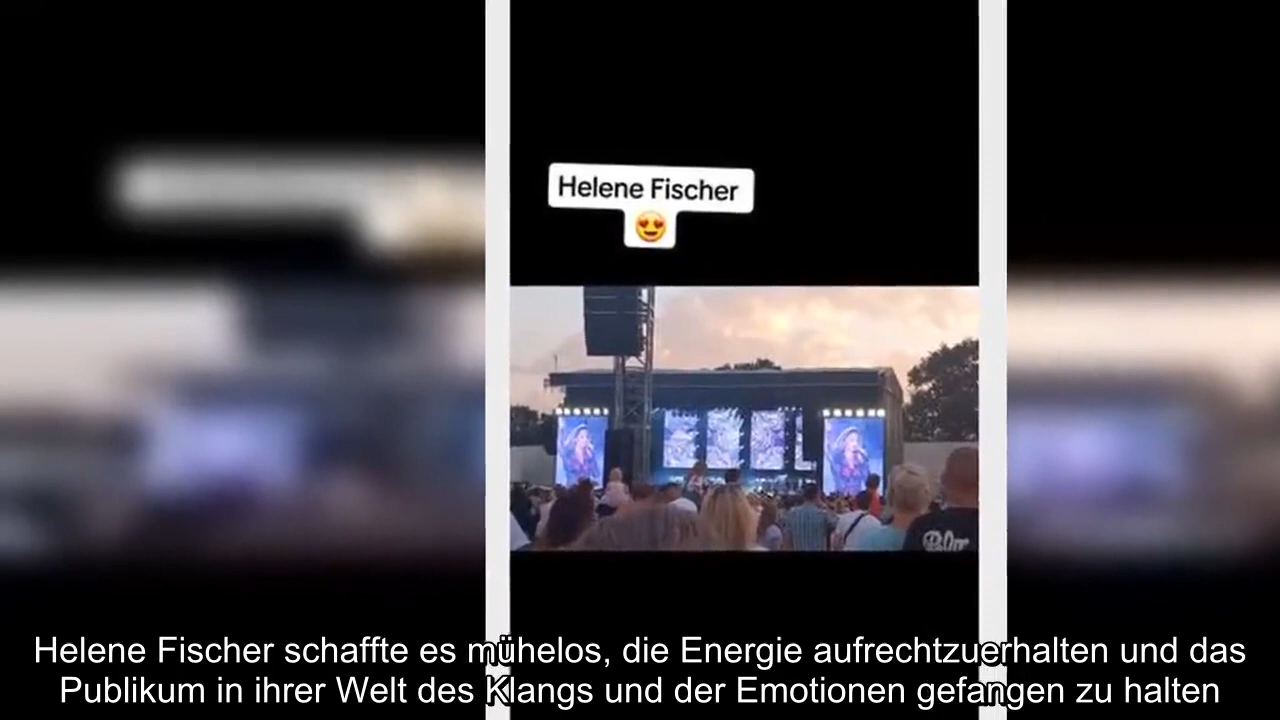 Helene Fischer
😍
Helene Fischer schaffte es mühelos, die Energie aufrechtzuerhalten und das
Publikum in ihrer Welt des Klangs und der Emotionen gefangen zu halten